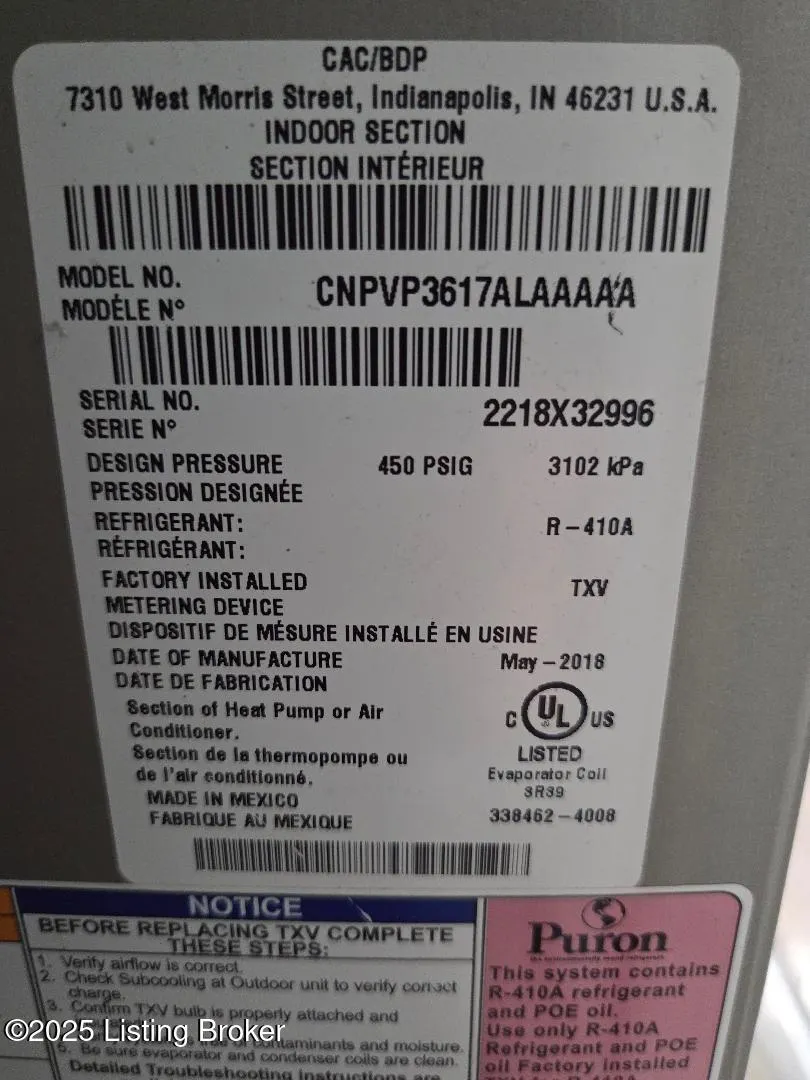 CAC/BDP
7310 West Morris Street, Indianapolis, IN 46231 U.S.A.
INDOOR SECTION
SECTION INTÉRIEUR
MODEL NO. CNPVP3617ALAAAAA
MODÉLE Nº
SERIAL NO. 2218X32996
SERIE Nº
DESIGN PRESSURE 450 PSIG 3102 kPa
PRESSION DESIGNÉE
REFRIGERANT: R-410A
RÉFRIGÉRANT:
FACTORY INSTALLED TXV
METERING DEVICE
DISPOSITIF DE MÉSURE INSTALLÉ EN USINE
DATE OF MANUFACTURE May-2018
DATE DE FABRICATION
Section of Heat Pump or Air
Conditioner.
Section de la thermopompe ou
de l'air conditionné.
MADE IN MEXICO
FABRIQUE AU MEXIQUE
C UL US
LISTED
Evaporator Coil
3R39
338462-4008
NOTICE
BEFORE REPLACING TXV COMPLETE
THESE STEPS:
1. Verify airflow is correct.
2. Check Subcooling at Outdoor unit to verify correct
charge.
3. Confirm TXV bulb is properly attached and
contaminants and moisture.
5. Be sure evaporator and condenser coils are clean.
Detailed Troubleshooting instructions are
Puron
This system contains
R-410A refrigerant
and POE oil.
Use only R-410A
Refrigerant and POE
oil Factory installed
©2025 Listing Broker